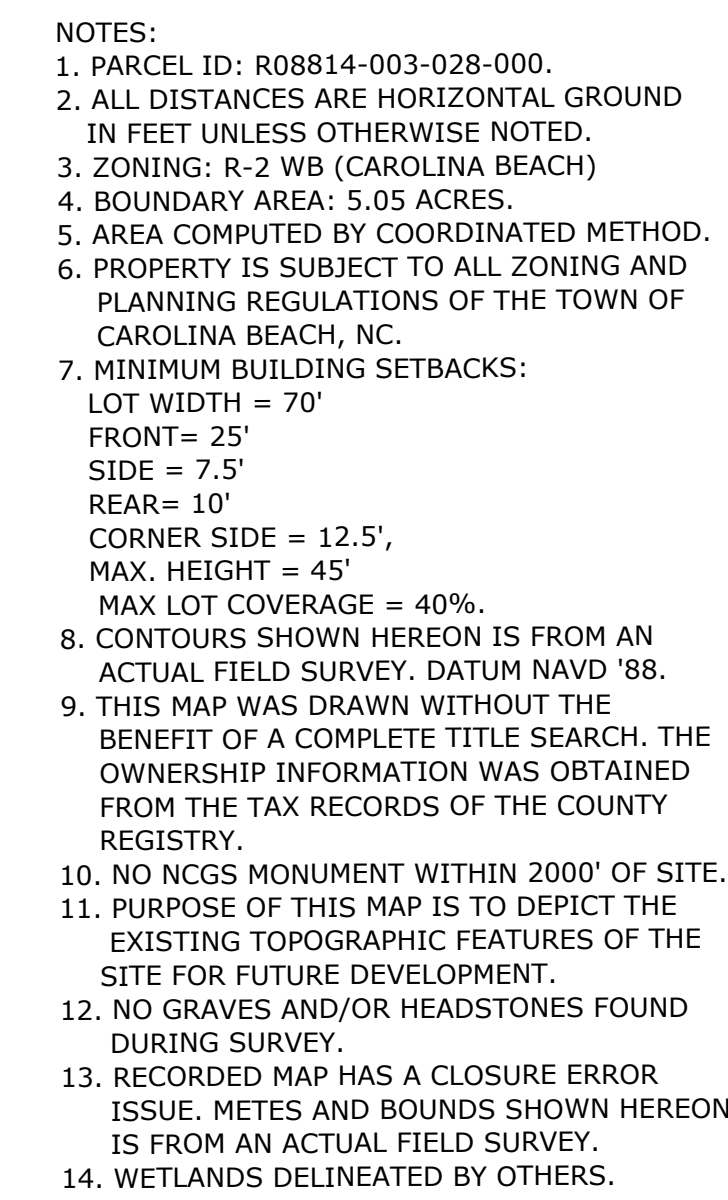 NOTES:
1. PARCEL ID: R08814-003-028-000.
2. ALL DISTANCES ARE HORIZONTAL GROUND
IN FEET UNLESS OTHERWISE NOTED.
3. ZONING: R-2 WB (CAROLINA BEACH)
4. BOUNDARY AREA: 5.05 ACRES.
5. AREA COMPUTED BY COORDINATED METHOD.
6. PROPERTY IS SUBJECT TO ALL ZONING AND
PLANNING REGULATIONS OF THE TOWN OF
CAROLINA BEACH, NC.
7. MINIMUM BUILDING SETBACKS:
LOT WIDTH = 70'
FRONT= 25'
SIDE = 7.5'
REAR= 10'
CORNER SIDE = 12.5',
MAX. HEIGHT = 45'
MAX LOT COVERAGE = 40%.
8. CONTOURS SHOWN HEREON IS FROM AN
ACTUAL FIELD SURVEY. DATUM NAVD '88.
9. THIS MAP WAS DRAWN WITHOUT THE
BENEFIT OF A COMPLETE TITLE SEARCH. THE
OWNERSHIP INFORMATION WAS OBTAINED
FROM THE TAX RECORDS OF THE COUNTY
REGISTRY.
10. NO NCGS MONUMENT WITHIN 2000' OF SITE.
11. PURPOSE OF THIS MAP IS TO DEPICT THE
EXISTING TOPOGRAPHIC FEATURES OF THE
SITE FOR FUTURE DEVELOPMENT.
12. NO GRAVES AND/OR HEADSTONES FOUND
DURING SURVEY.
13. RECORDED MAP HAS A CLOSURE ERROR
ISSUE. METES AND BOUNDS SHOWN HEREON
IS FROM AN ACTUAL FIELD SURVEY.
14. WETLANDS DELINEATED BY OTHERS.